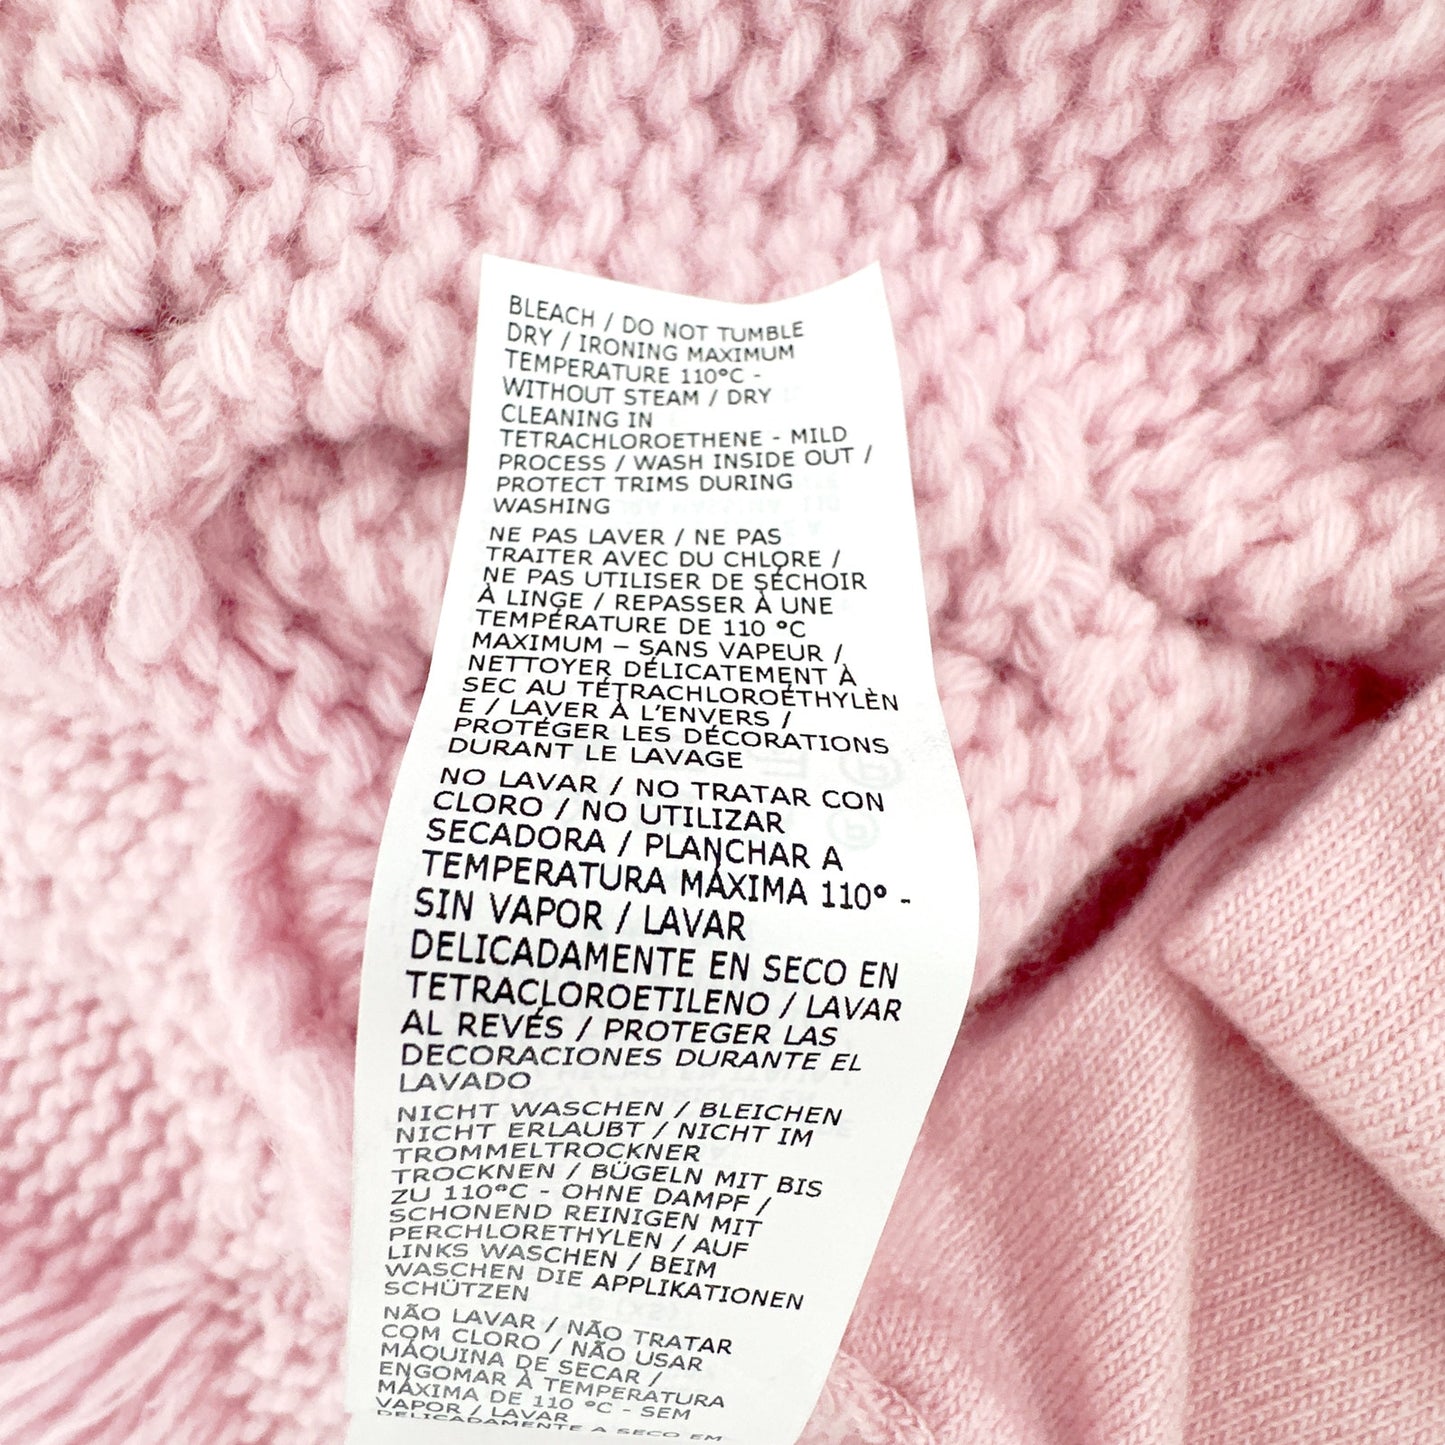 BLEACH / DO NOT TUMBLE
DRY / IRONING MAXIMUM
TEMPERATURE 110°C -
WITHOUT STEAM / DRY
CLEANING IN
TETRACHLOROETHENE - MILD
PROCESS / WASH INSIDE OUT /
PROTECT TRIMS DURING
WASHING
NE PAS LAVER / NE PAS
TRAITER AVEC DU CHLORE /
NE PAS UTILISER DE SÉCHOIR
À LINGE / REPASSER À UNE
TEMPÉRATURE DE 110 °C
MAXIMUM – SANS VAPEUR /
NETTOYER DÉLICATEMENT À
SEC AU TÉTRACHLOROÉTHYLÈN
E / LAVER À L’ENVERS /
PROTÉGER LES DÉCORATIONS
DURANT LE LAVAGE
NO LAVAR / NO TRATAR CON
CLORO / NO UTILIZAR
SECADORA / PLANCHAR A
TEMPERATURA MÁXIMA 110° -
SIN VAPOR / LAVAR
DELICADAMENTE EN SECO EN
TETRACLOROETILENO / LAVAR
AL REVÉS / PROTEGER LAS
DECORACIONES DURANTE EL
LAVADO
NICHT WASCHEN / BLEICHEN
NICHT ERLAUBT / NICHT IM
TROMMELTROCKNER
TROCKNEN / BÜGELN MIT BIS
ZU 110°C - OHNE DAMPF /
SCHONEND REINIGEN MIT
PERCHLORETHYLEN / AUF
LINKS WASCHEN / BEIM
WASCHEN DIE APPLIKATIONEN
SCHÜTZEN
NÃO LAVAR / NÃO TRATAR
COM CLORO / NÃO USAR
MÁQUINA DE SECAR /
ENGOMAR À TEMPERATURA
MÁXIMA DE 110 °C - SEM
VAPOR / LAVAR
DELICADAMENTE A SECO EM